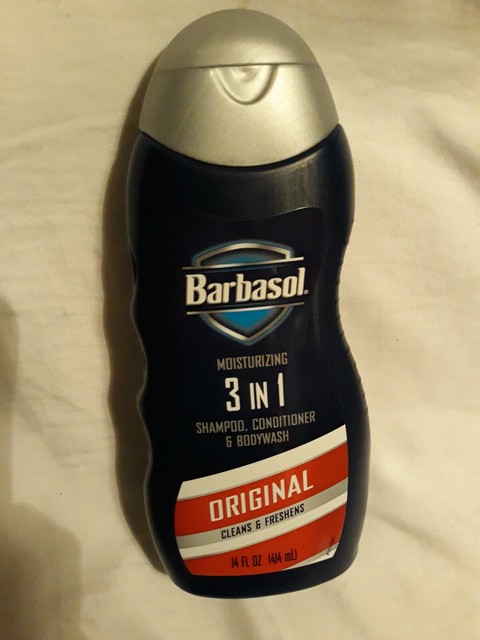 Barbasol.
MOISTURIZING
3 IN 1
SHAMPOO, CONDITIONER
& BODYWASH
ORIGINAL
CLEANS & FRESHENS
14 FL OZ (414 mL)